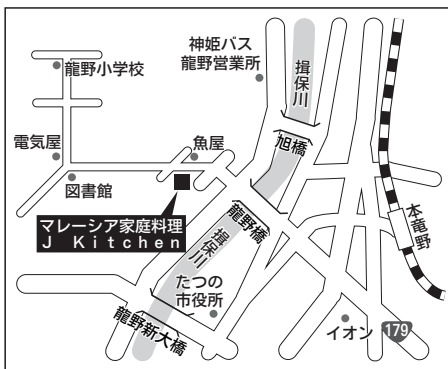 神姫バス
龍野営業所
揖保川
龍野小学校
電気屋
魚屋
旭橋
図書館
本竜野
マレーシア家庭料理
J Kitchen
龍野橋
揖保川
たつの
市役所
龍野新大橋
イオン
179